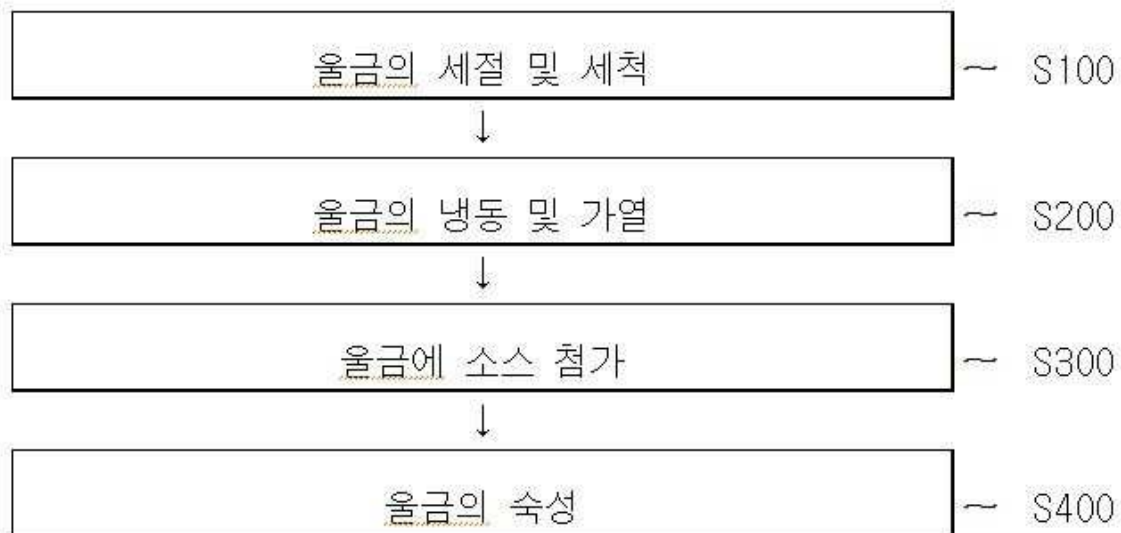 울금의 세절 및 세척 ~ S100
↓
울금의 냉동 및 가열 ~ S200
↓
울금에 소스 첨가 ~ S300
↓
울금의 숙성 ~ S400